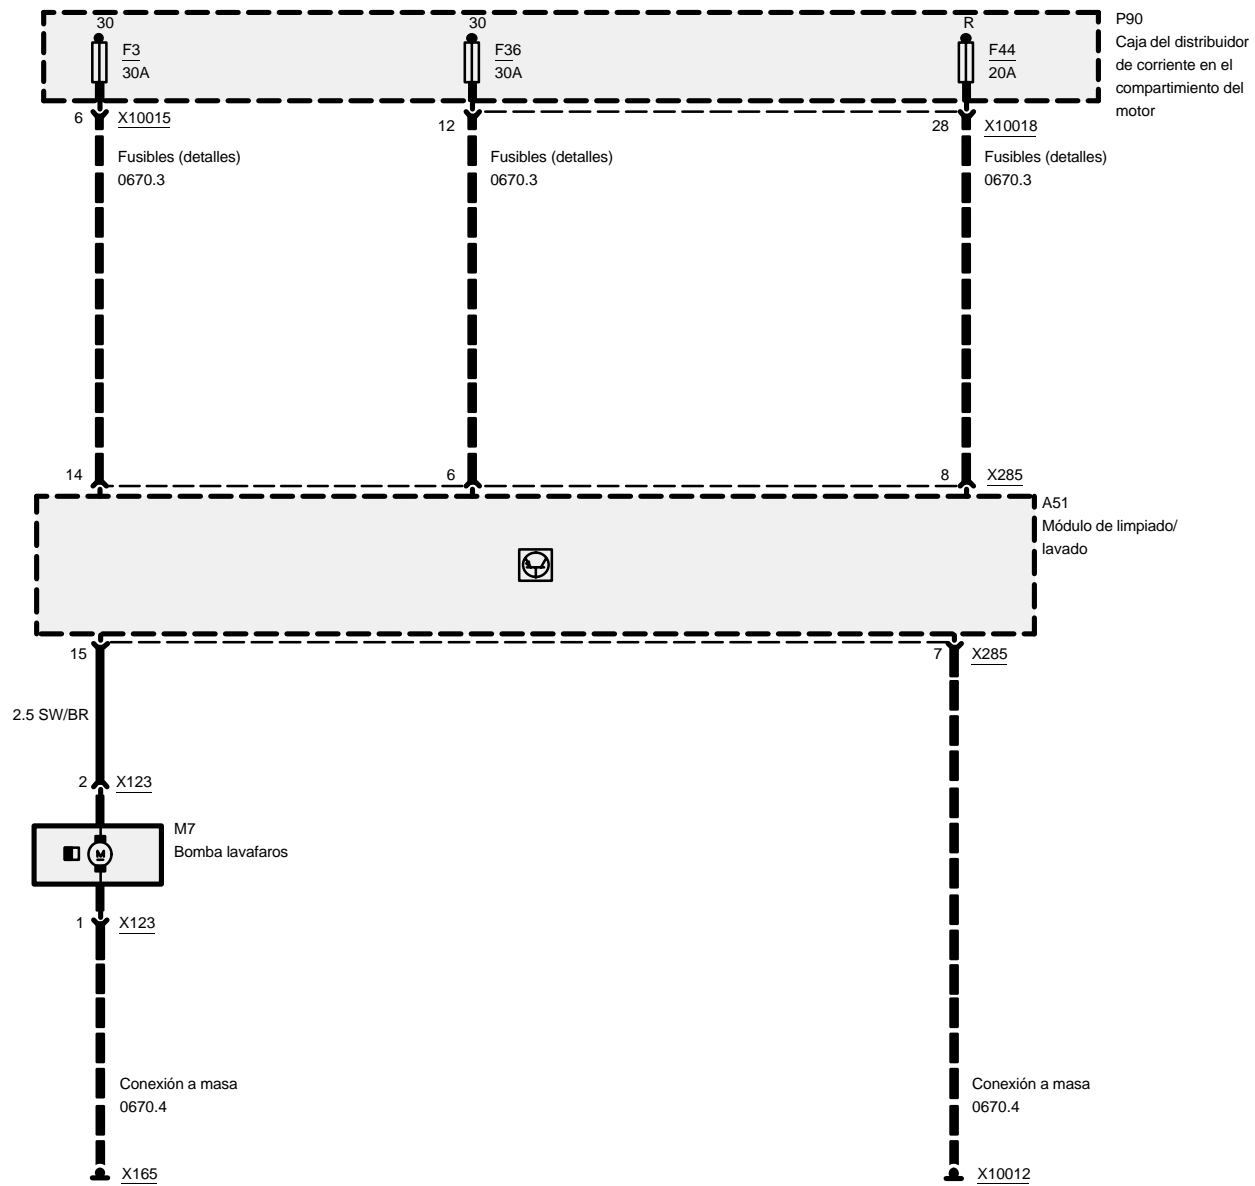 30
30
R
P90
F3
F36
F44
Caja del distribuidor
30A
30A
20A
de corriente en el
compartimiento del
motor
6
X10015
12
28
X10018
Fusibles (detalles)
Fusibles (detalles)
Fusibles (detalles)
0670.3
0670.3
0670.3
14
6
8
X285
A51
Módulo de limpiado/
lavado
15
7
X285
2.5 SW/BR
2
X123
M7
M
Bomba lavafaros
1
X123
Conexión a masa
Conexión a masa
0670.4
0670.4
X165
X10012